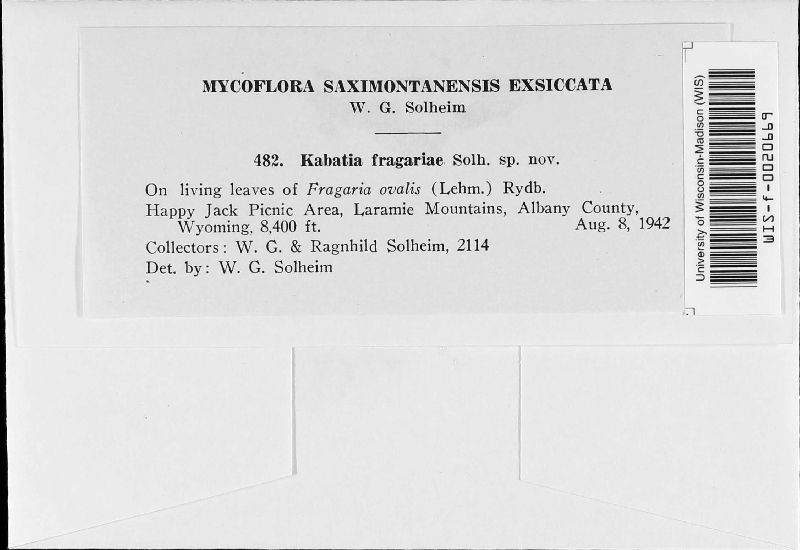 MYCOFLORA SAXIMONTANENSIS EXSICCATA
W. G. Solheim
482. Kabatia fragariae Solh. sp. nov.
On living leaves of Fragaria ovalis (Lehm.) Rydb.
Happy Jack Picnic Area, Laramie Mountains, Albany County,
Wyoming, 8,400 ft. Aug. 8, 1942
Collectors: W. G. & Ragnhild Solheim, 2114
Det. by: W. G. Solheim
University of Wisconsin-Madison (WIS)
WIS-f-0020669